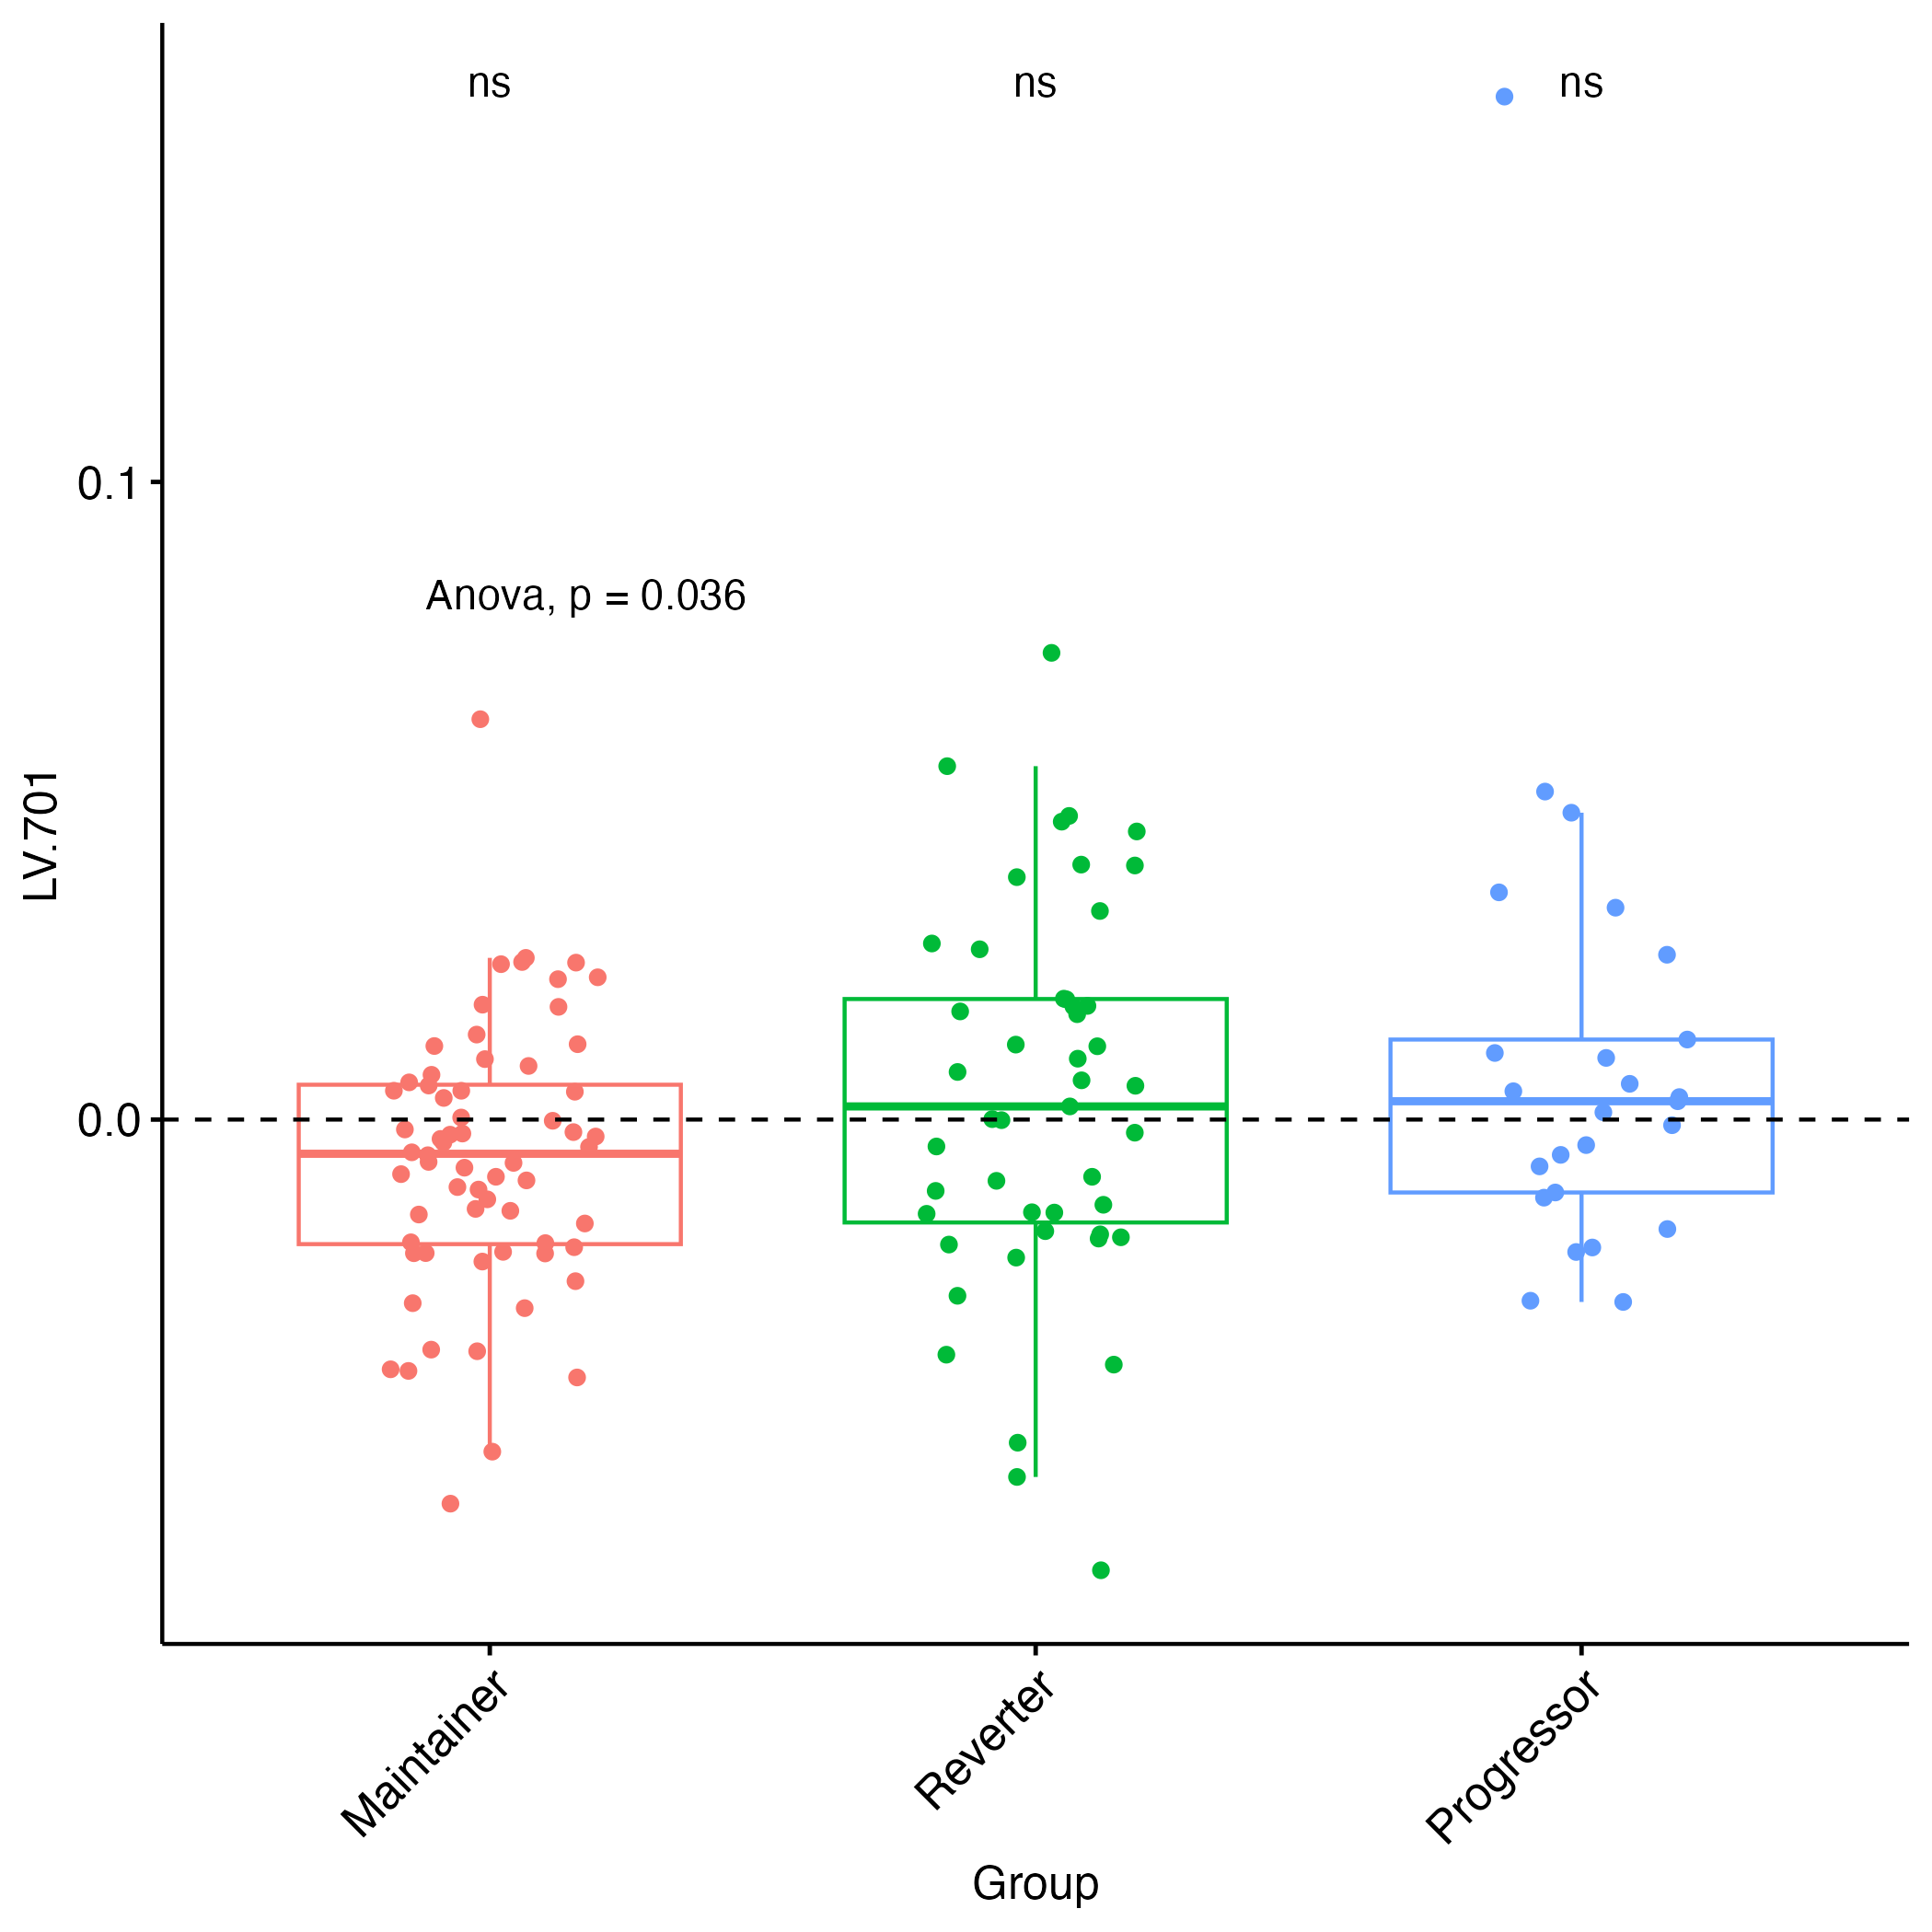 ns ns ns
0.1
Anova, p = 0.036
LV.701
0.0
Maintainer Reverter Progressor
Group